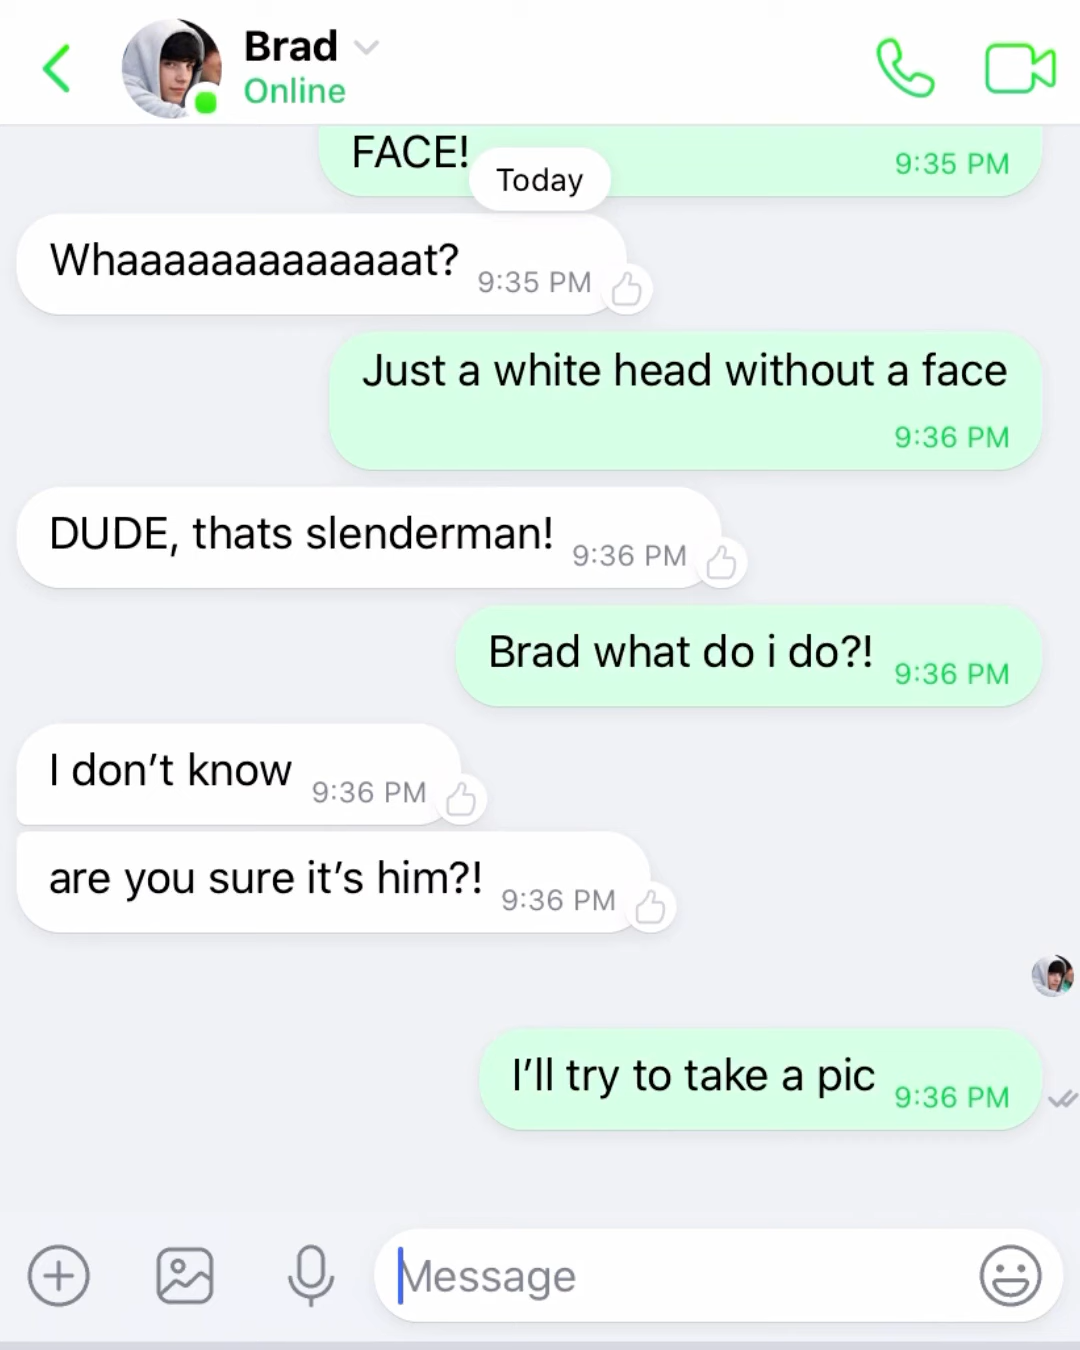 Brad
Online
FACE!
9:35 PM
Today
Whaaaaaaaaaaaaat?
9:35 PM
Just a white head without a face
9:36 PM
DUDE, thats slenderman!
9:36 PM
Brad what do i do?!
9:36 PM
I don’t know
9:36 PM
are you sure it’s him?!
9:36 PM
I’ll try to take a pic
9:36 PM
Message